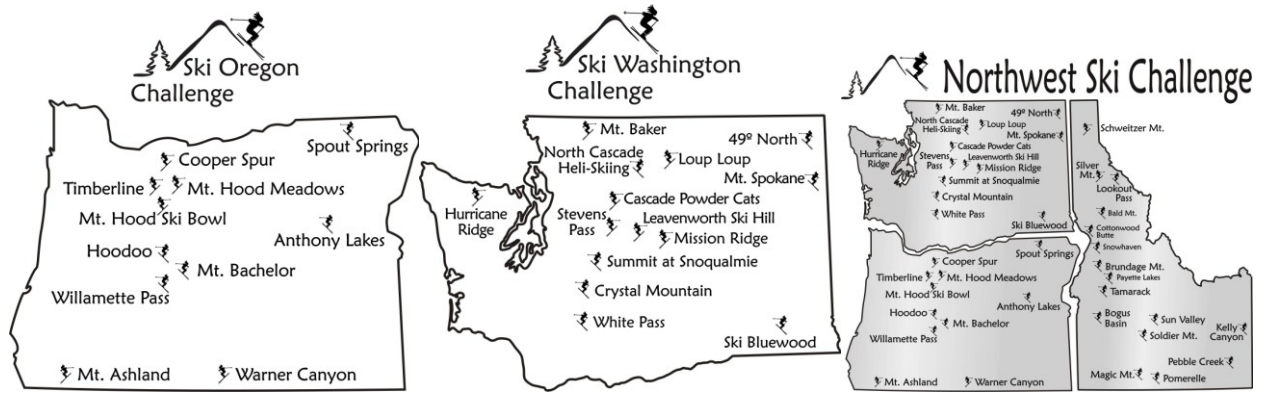 Ski Oregon
Challenge
Spout Springs
Cooper Spur
Timberline
Mt. Hood Meadows
Mt. Hood Ski Bowl
Anthony Lakes
Hoodoo
Mt. Bachelor
Willamette Pass
Mt. Ashland
Warner Canyon
Ski Washington
Challenge
Mt. Baker
49º North
North Cascade
Heli-Skiing
Loup Loup
Mt. Spokane
Cascade Powder Cats
Hurricane
Ridge
Stevens
Pass
Leavenworth Ski Hill
Mission Ridge
Summit at Snoqualmie
Crystal Mountain
White Pass
Ski Bluewood
Northwest Ski Challenge
Mt. Baker
49º North
North Cascade
Heli-Skiing
Loup Loup
Mt. Spokane
Cascade Powder Cats
Hurricane
Ridge
Stevens
Pass
Leavenworth Ski Hill
Mission Ridge
Summit at Snoqualmie
Crystal Mountain
White Pass
Ski Bluewood
Spout Springs
Cooper Spur
Timberline
Mt. Hood Meadows
Mt. Hood Ski Bowl
Anthony Lakes
Hoodoo
Mt. Bachelor
Willamette Pass
Mt. Ashland
Warner Canyon
Schweitzer Mt.
Silver
Mt.
Lookout
Pass
Bald Mt.
Cottonwood
Butte
Snowhaven
Brundage Mt.
Payette Lakes
Tamarack
Bogus
Basin
Sun Valley
Soldier Mt.
Kelly
Canyon
Pebble Creek
Magic Mt.
Pomerelle